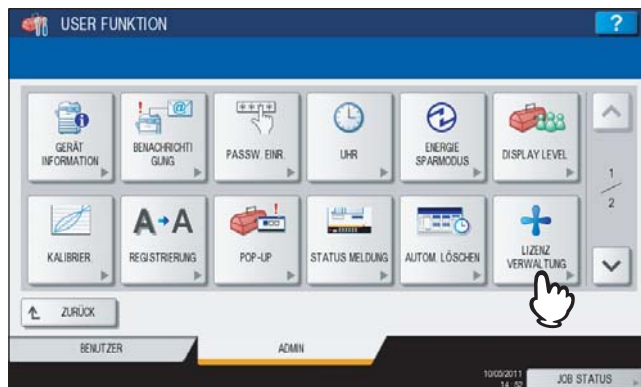 USER FUNKTION
?
GERÄT
INFORMATION
BENACHRICHTI
GUNG
PASSW. EINR.
UHR
ENERGIE
SPARMODUS
DISPLAY LEVEL
1
2
KALIBRIER.
A→A
REGISTRIERUNG
POP-UP
STATUS MELDUNG
AUTOM. LÖSCHEN
LIZENZ
VERWALTUNG
ZURÜCK
BENUTZER
ADMIN
10/03/2011
14 : 52
JOB STATUS